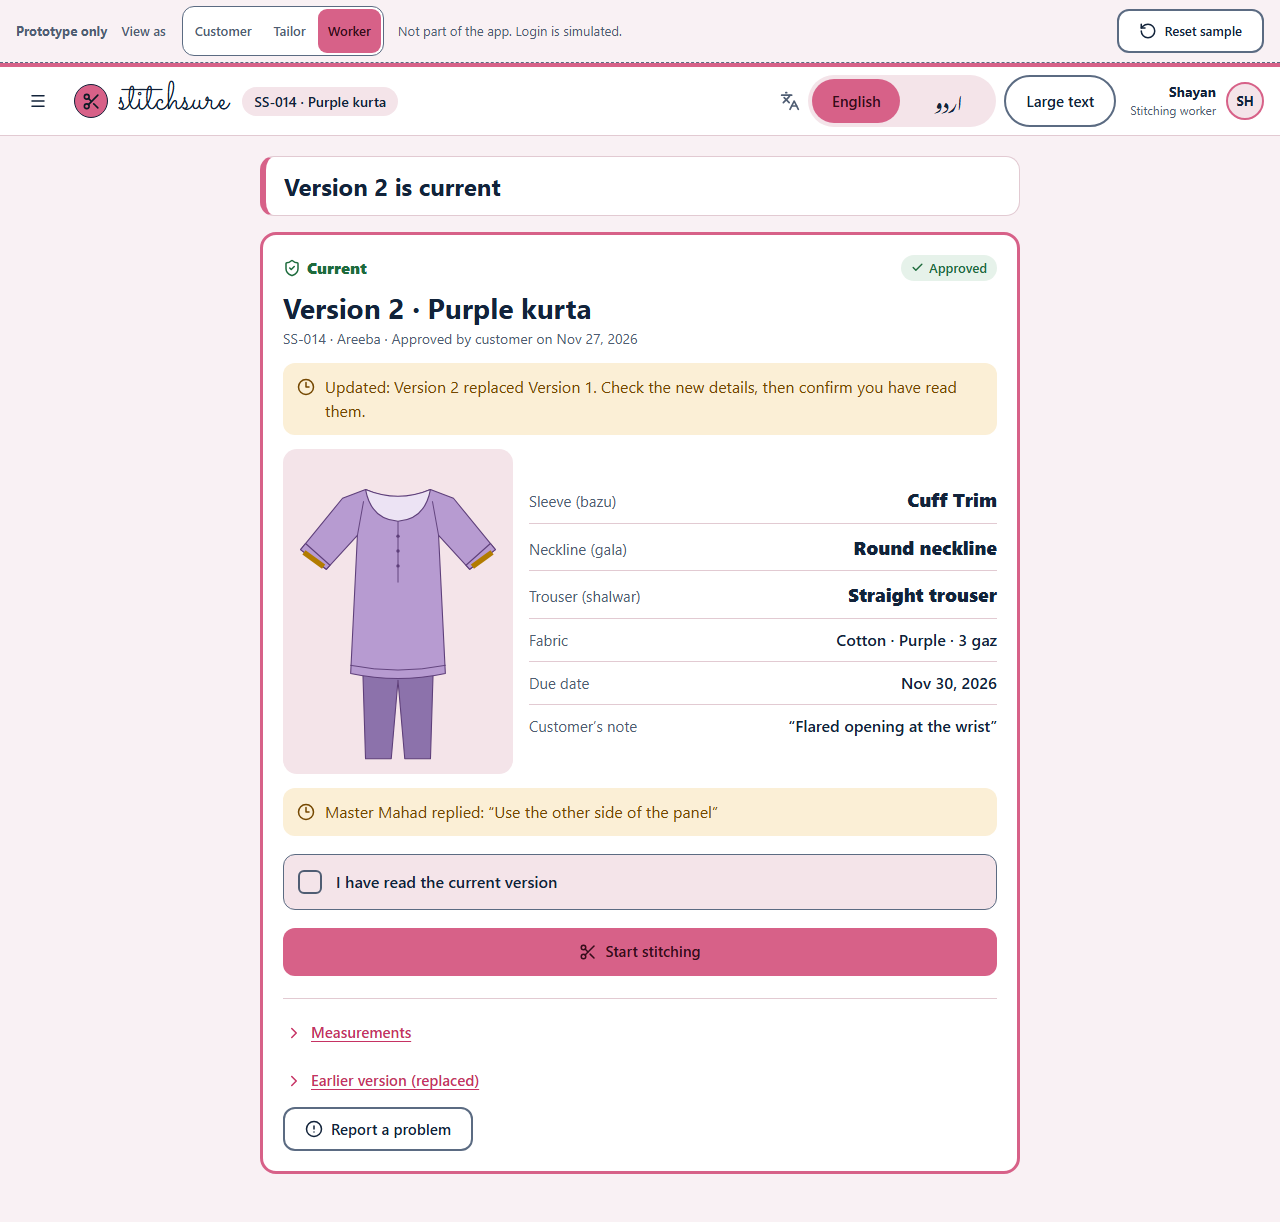 Prototype only View as Customer Tailor Worker Not part of the app. Login is simulated. Reset sample
stitchsure SS-014 · Purple kurta English اردو Large text Shayan SH
Stitching worker
Version 2 is current
Current Approved
Version 2 · Purple kurta
SS-014 · Areeba · Approved by customer on Nov 27, 2026
Updated: Version 2 replaced Version 1. Check the new details, then confirm you have read
them.
Sleeve (bazu) Cuff Trim
Neckline (gala) Round neckline
Trouser (shalwar) Straight trouser
Fabric Cotton · Purple · 3 gaz
Due date Nov 30, 2026
Customer’s note “Flared opening at the wrist”
Master Mahad replied: “Use the other side of the panel”
I have read the current version
Start stitching
Measurements
Earlier version (replaced)
Report a problem